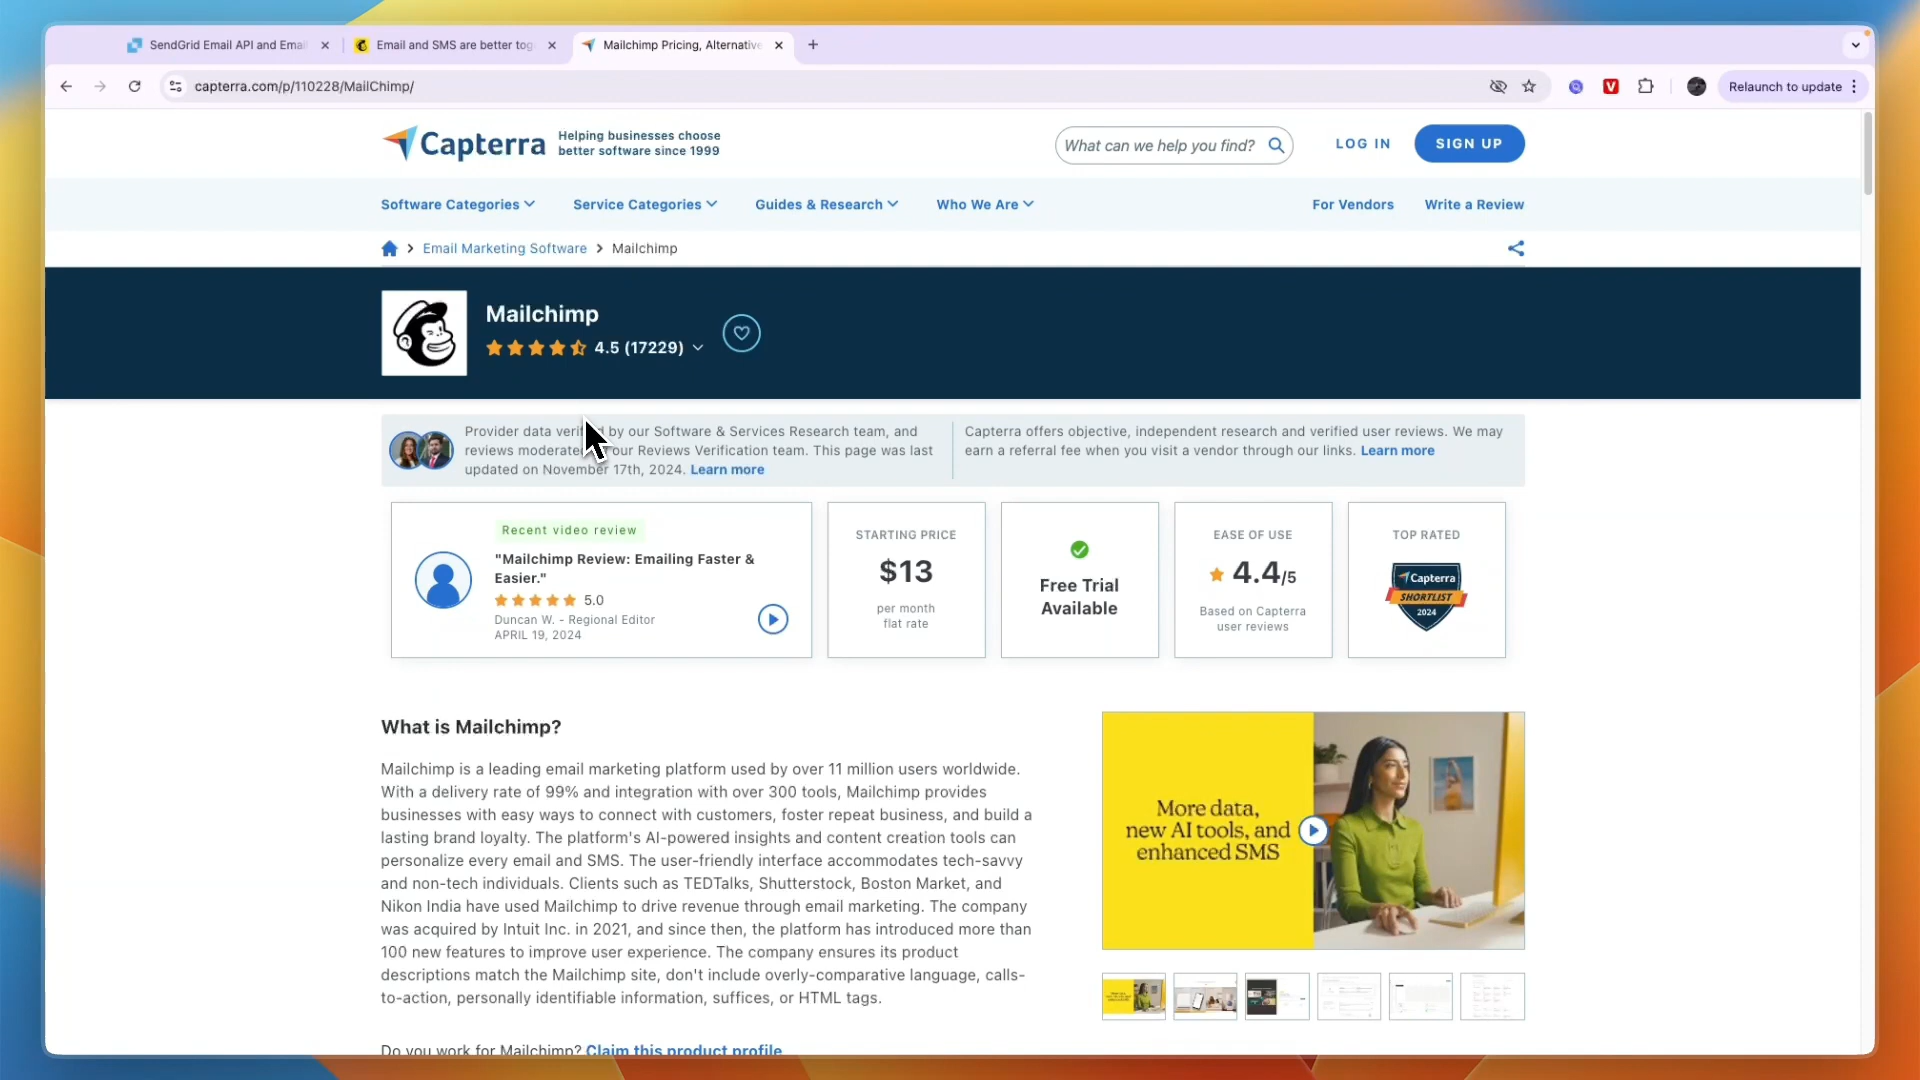 SendGrid Email API and Emai
Email and SMS are better tog
Mailchimp Pricing, Alternative
capterra.com/p/110228/MailChimp/
Relaunch to update
Capterra
Helping businesses choose
better software since 1999
What can we help you find?
LOG IN
SIGN UP
Software Categories
Service Categories
Guides & Research
Who We Are
For Vendors
Write a Review
Email Marketing Software
Mailchimp
Mailchimp
4.5 (17229)
Provider data verified by our Software & Services Research team, and
reviews moderated our Reviews Verification team. This page was last
updated on November 17th, 2024. Learn more
Capterra offers objective, independent research and verified user reviews. We may
earn a referral fee when you visit a vendor through our links. Learn more
Recent video review
"Mailchimp Review: Emailing Faster &
Easier."
5.0
Duncan W. - Regional Editor
APRIL 19, 2024
STARTING PRICE
$13
per month
flat rate
Free Trial
Available
EASE OF USE
4.4/5
Based on Capterra
user reviews
TOP RATED
Capterra
SHORTLIST
2024
What is Mailchimp?
Mailchimp is a leading email marketing platform used by over 11 million users worldwide.
With a delivery rate of 99% and integration with over 300 tools, Mailchimp provides
businesses with easy ways to connect with customers, foster repeat business, and build a
lasting brand loyalty. The platform's AI-powered insights and content creation tools can
personalize every email and SMS. The user-friendly interface accommodates tech-savvy
and non-tech individuals. Clients such as TEDTalks, Shutterstock, Boston Market, and
Nikon India have used Mailchimp to drive revenue through email marketing. The company
was acquired by Intuit Inc. in 2021, and since then, the platform has introduced more than
100 new features to improve user experience. The company ensures its product
descriptions match the Mailchimp site, don't include overly-comparative language, calls-
to-action, personally identifiable information, suffices, or HTML tags.
More data,
new AI tools, and
enhanced SMS
Do you work for Mailchimp? Claim this product profile